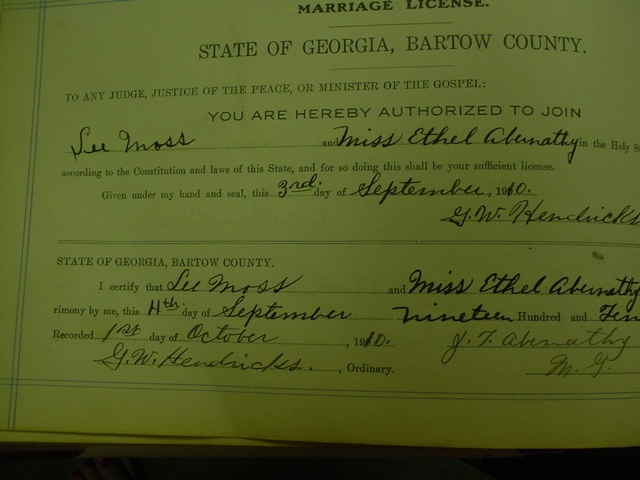 MARRIAGE LICENSE.
STATE OF GEORGIA, BARTOW COUNTY.
TO ANY JUDGE, JUSTICE OF THE PEACE, OR MINISTER OF THE GOSPEL:
YOU ARE HEREBY AUTHORIZED TO JOIN
Lee Moss and Miss Ethel Abernathy in the Holy
according to the Constitution and laws of this State, and for so doing this shall be your sufficient license.
Given under my hand and seal, this 3rd. day of September, 1910.
G.W. Hendricks
STATE OF GEORGIA, BARTOW COUNTY.
I certify that Lee Moss and Miss Ethel Abernathy
rimony by me, this 4th. day of September nineteen Hundred and
Recorded 1st day of October, 1910. J. T. Abernathy
G.W. Hendricks., Ordinary. M. G.